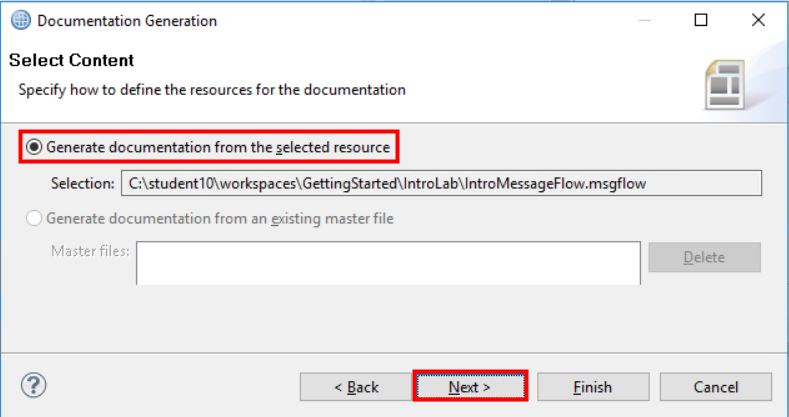 Documentation Generation
Select Content
Specify how to define the resources for the documentation
Generate documentation from the selected resource
Selection: C:\student10\workspaces\GettingStarted\IntroLab\IntroMessageFlow.msgflow
Generate documentation from an existing master file
Master files:
Delete
?
< Back Next > Finish Cancel